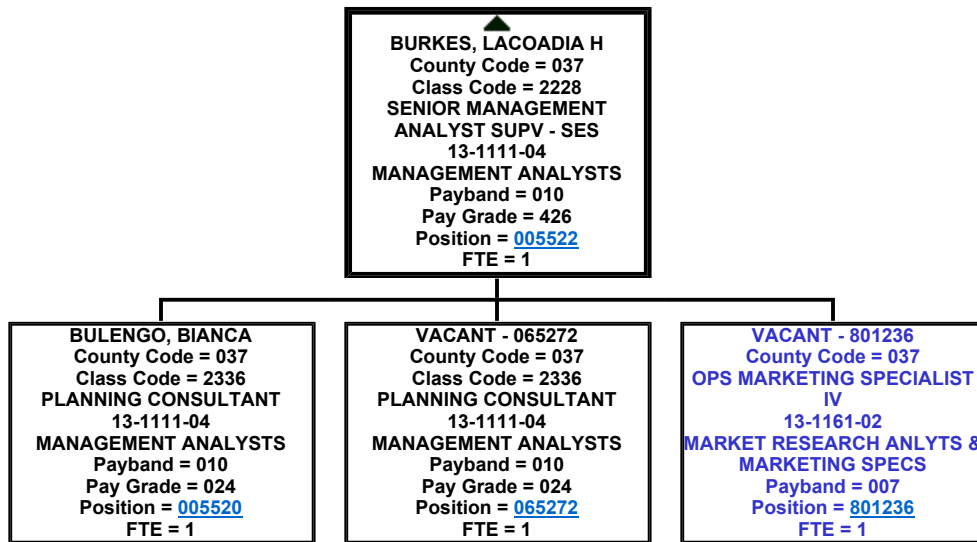 BURKES, LACOADIA H
County Code = 037
Class Code = 2228
SENIOR MANAGEMENT
ANALYST SUPV - SES
13-1111-04
MANAGEMENT ANALYSTS
Payband = 010
Pay Grade = 426
Position = 005522
FTE = 1
BULENGO, BIANCA
County Code = 037
Class Code = 2336
PLANNING CONSULTANT
13-1111-04
MANAGEMENT ANALYSTS
Payband = 010
Pay Grade = 024
Position = 005520
FTE = 1
VACANT - 065272
County Code = 037
Class Code = 2336
PLANNING CONSULTANT
13-1111-04
MANAGEMENT ANALYSTS
Payband = 010
Pay Grade = 024
Position = 065272
FTE = 1
VACANT - 801236
County Code = 037
OPS MARKETING SPECIALIST
IV
13-1161-02
MARKET RESEARCH ANLYTS &
MARKETING SPECS
Payband = 007
Position = 801236
FTE = 1